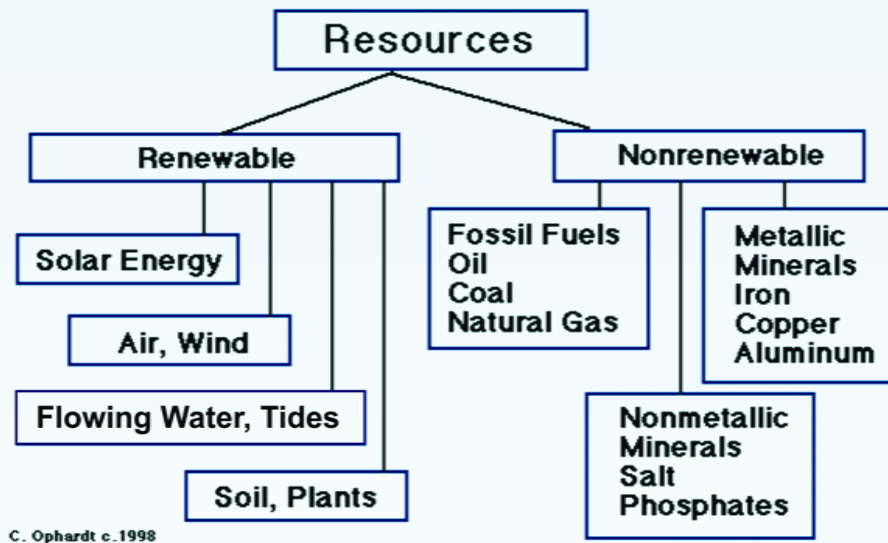 Resources
Renewable
Nonrenewable
Solar Energy
Air, Wind
Flowing Water, Tides
Soil, Plants
Fossil Fuels
Oil
Coal
Natural Gas
Nonmetallic
Minerals
Salt
Phosphates
Metallic
Minerals
Iron
Copper
Aluminum
C. Ophardt c.1998